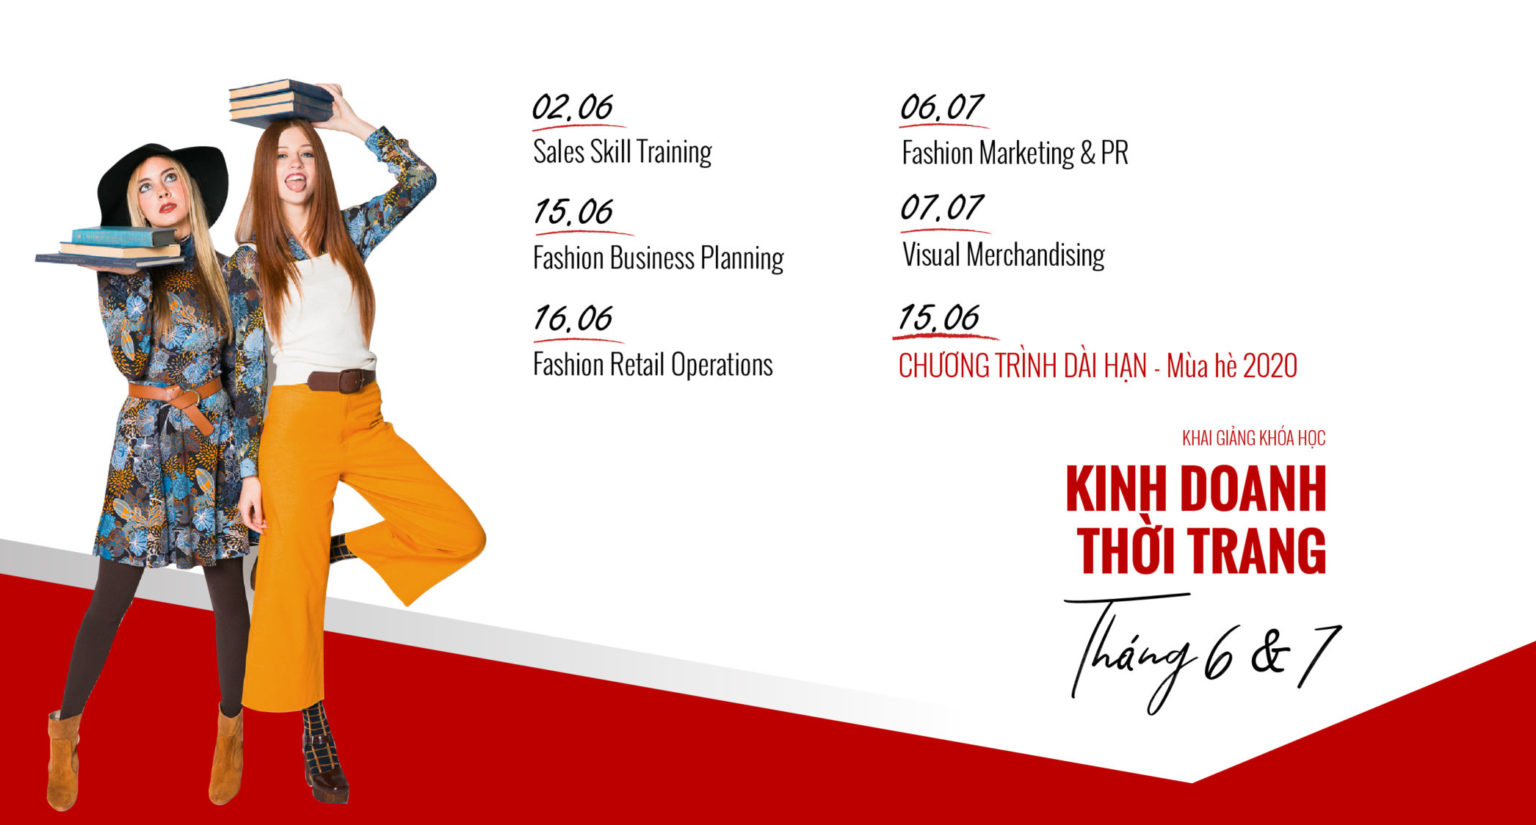 02.06
Sales Skill Training
15.06
Fashion Business Planning
16.06
Fashion Retail Operations
06.07
Fashion Marketing & PR
07.07
Visual Merchandising
15.06
CHƯƠNG TRÌNH DÀI HẠN - Mùa hè 2020
KHAI GIẢNG KHÓA HỌC
KINH DOANH
THỜI TRANG
Tháng 6 & 7